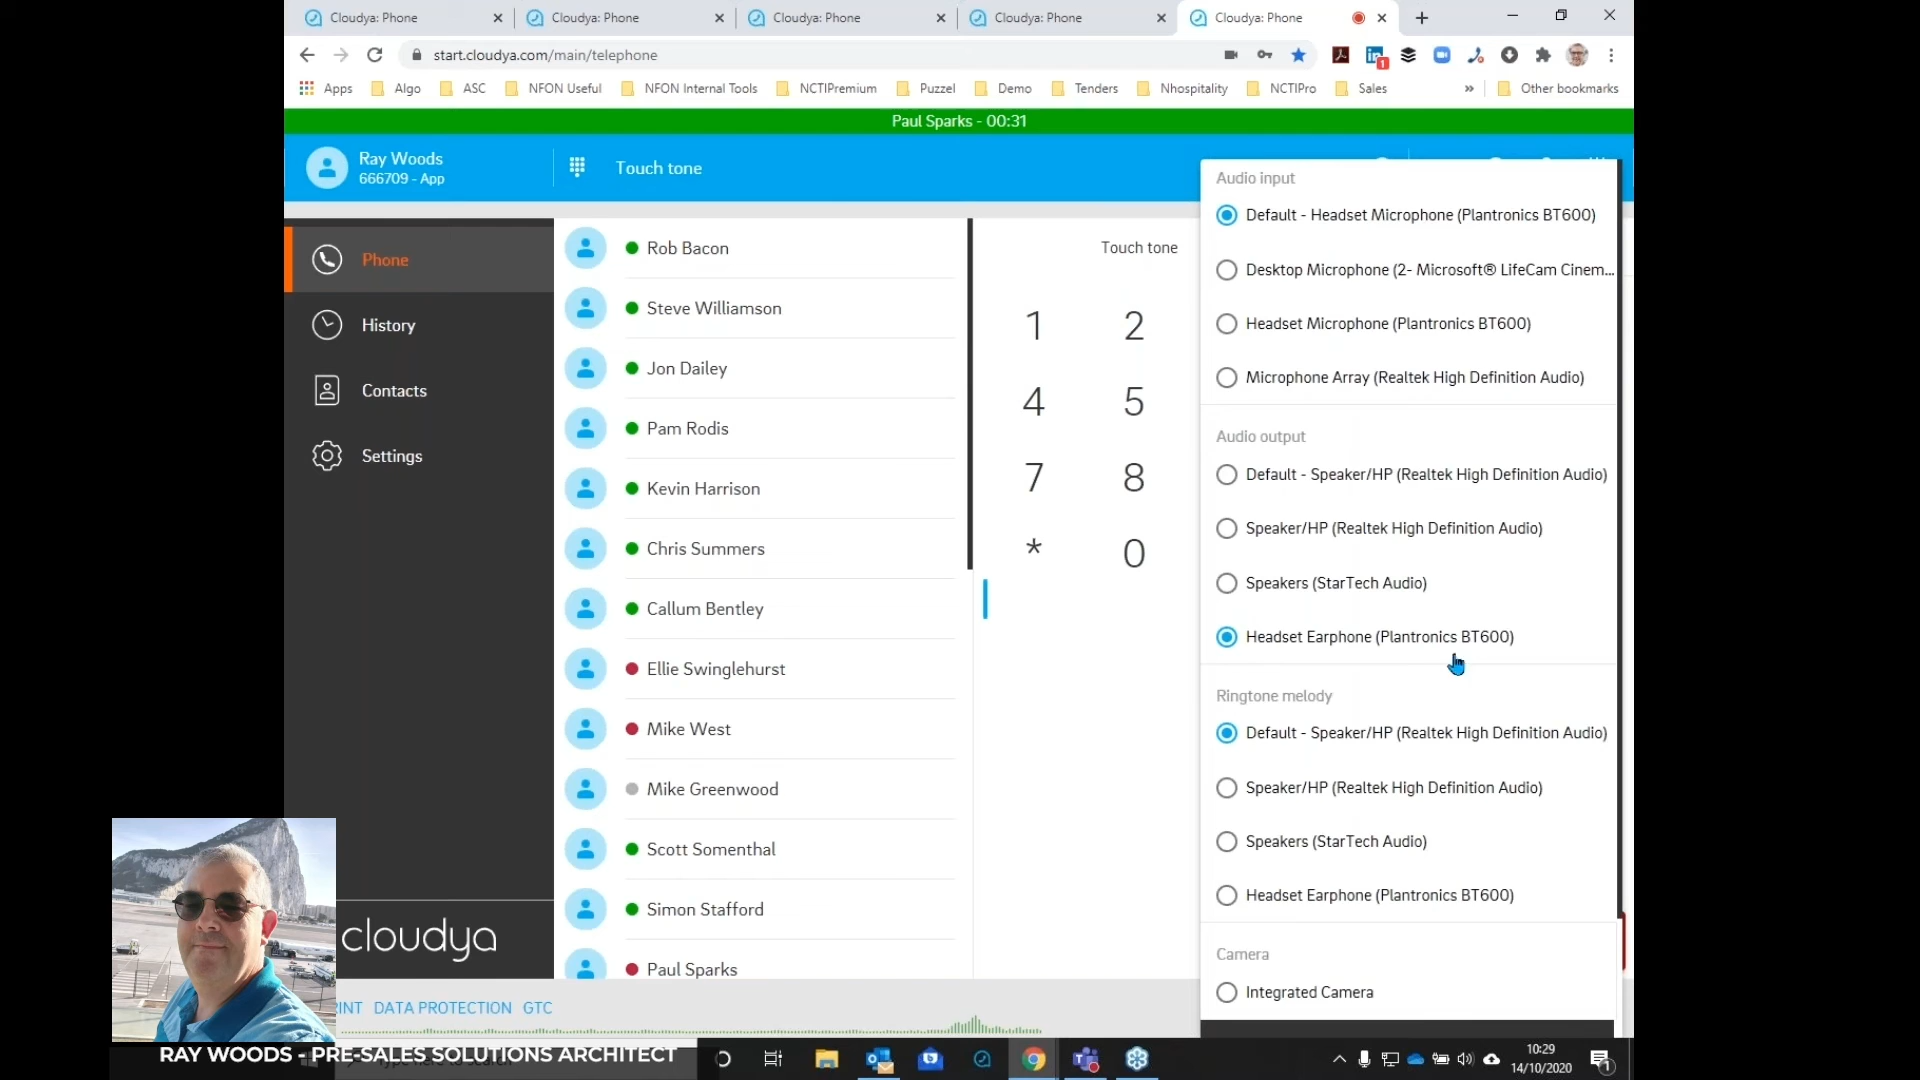 Cloudya: Phone
Cloudya: Phone
Cloudya: Phone
Cloudya: Phone
Cloudya: Phone
start.cloudya.com/main/telephone
1
Apps
Algo
ASC
NFON Useful
NFON Internal Tools
NCTIPremium
Puzzel
Demo
Tenders
Nhospitality
NCTIPro
Sales
»
Other bookmarks
Paul Sparks - 00:31
Ray Woods
666709 - App
Touch tone
Phone
History
Contacts
Settings
cloudya
Rob Bacon
Steve Williamson
Jon Dailey
Pam Rodis
Kevin Harrison
Chris Summers
Callum Bentley
Ellie Swinglehurst
Mike West
Mike Greenwood
Scott Somenthal
Simon Stafford
Paul Sparks
Touch tone
1 2
4 5
7 8
* 0
Audio input
Default - Headset Microphone (Plantronics BT600)
Desktop Microphone (2- Microsoft® LifeCam Cinem...
Headset Microphone (Plantronics BT600)
Microphone Array (Realtek High Definition Audio)
Audio output
Default - Speaker/HP (Realtek High Definition Audio)
Speaker/HP (Realtek High Definition Audio)
Speakers (StarTech Audio)
Headset Earphone (Plantronics BT600)
Ringtone melody
Default - Speaker/HP (Realtek High Definition Audio)
Speaker/HP (Realtek High Definition Audio)
Speakers (StarTech Audio)
Headset Earphone (Plantronics BT600)
Camera
Integrated Camera
INT DATA PROTECTION GTC
RAY WOODS - PRE-SALES SOLUTIONS ARCHITECT
10:29
14/10/2020
1